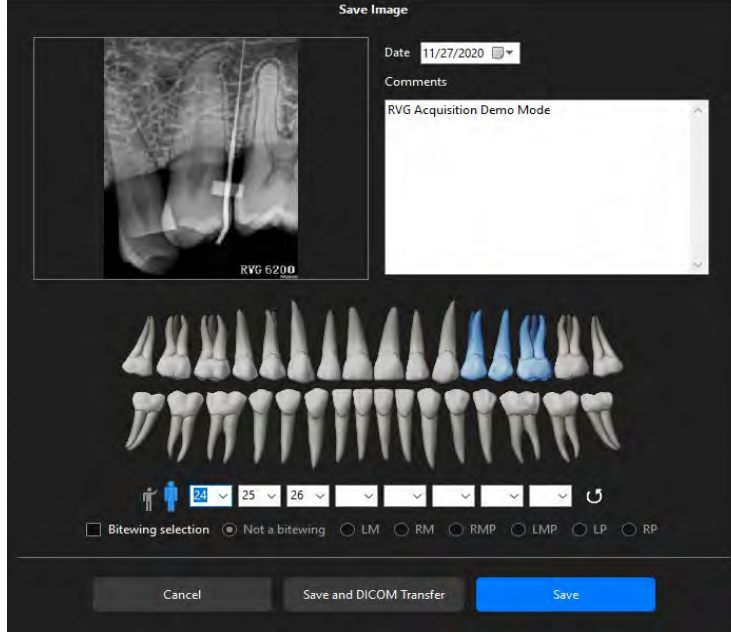 Save Image
Date 11/27/2020
Comments
RVG Acquisition Demo Mode
RVG 6200
24 25 26
Bitewing selection Not a bitewing LM RM RMP LMP LP RP
Cancel Save and DICOM Transfer Save